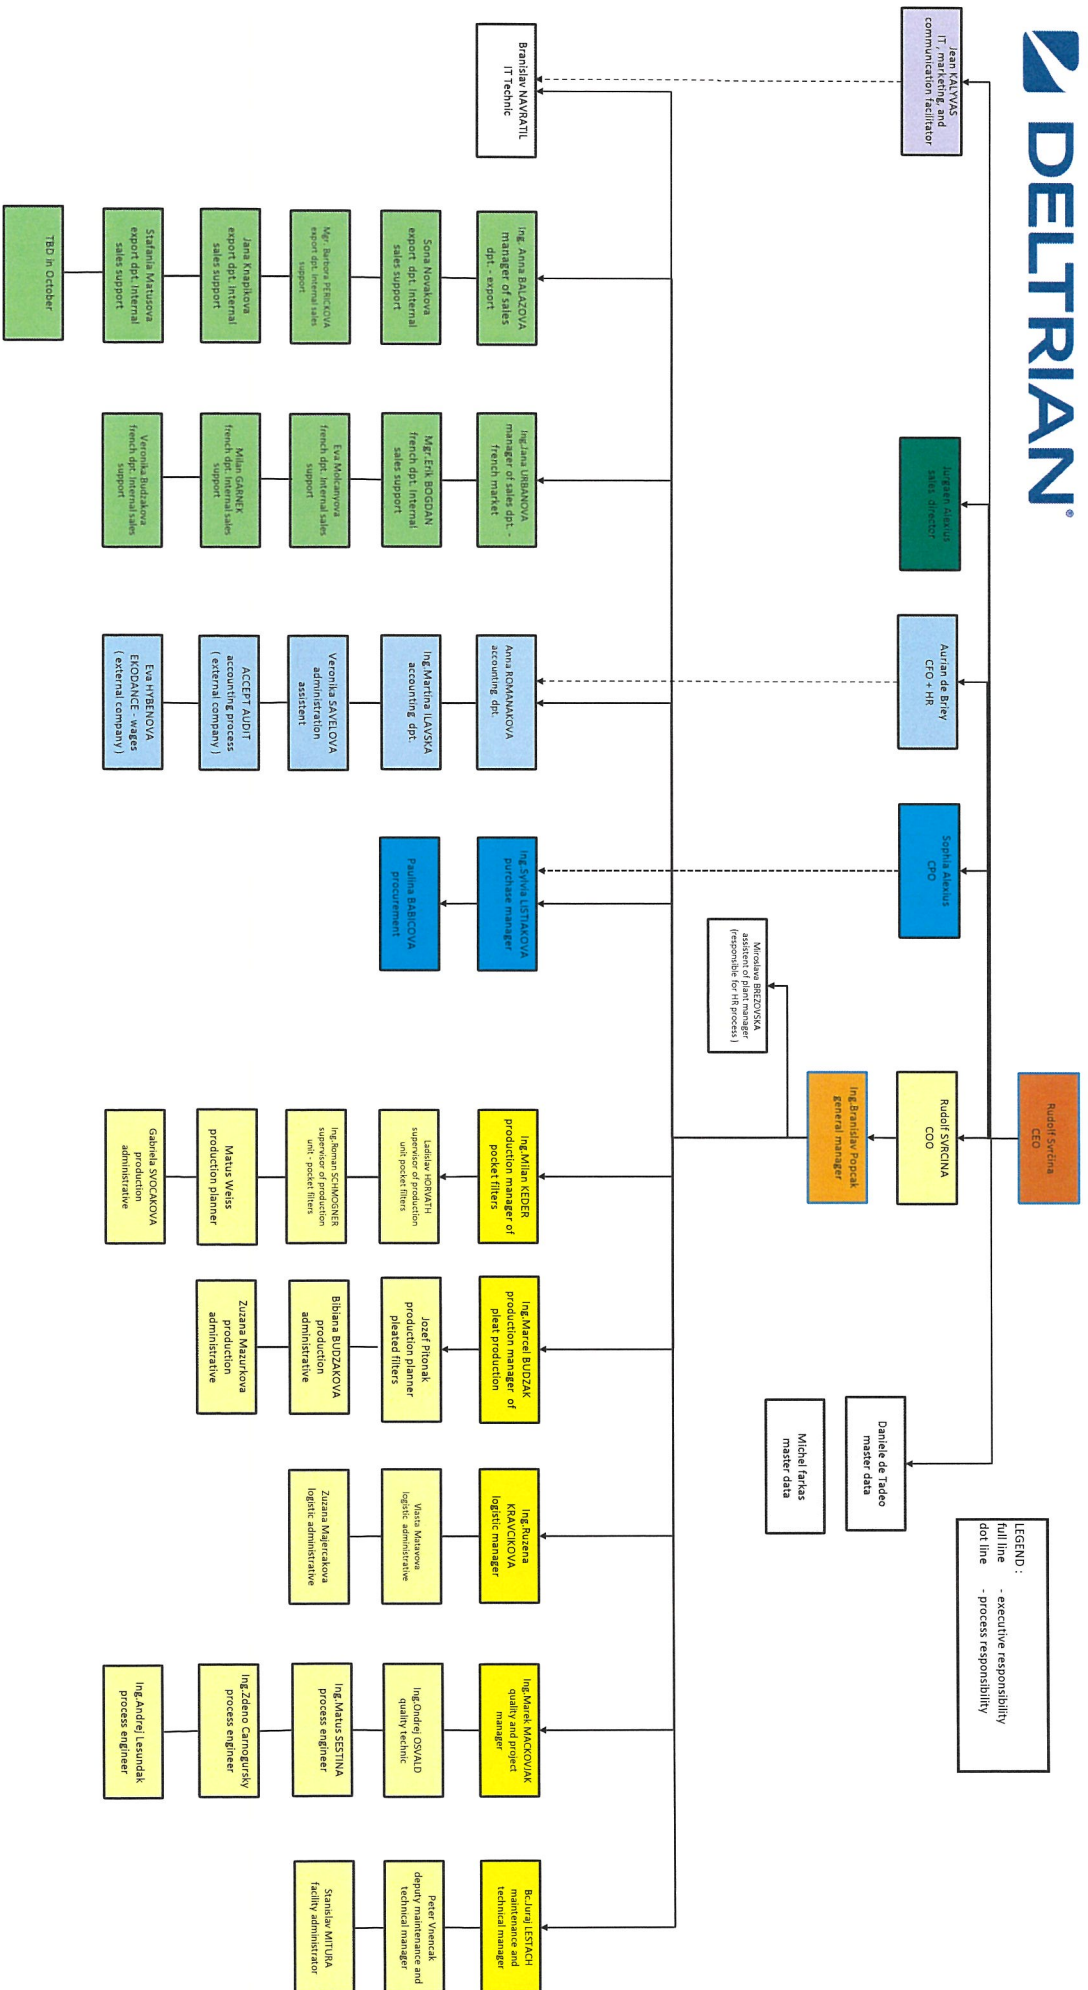 DELTRIAN®
Rudolf Svrčina
CEO
LEGEND :
full line - executive responsibility
dot line - process responsibility
Jean KALYVAS
IT , marketing, and
communication facilitator
Jurgaen Alexius
sales director
Aurian de Briey
CFO + HR
Sophia Alexius
CPO
Rudolf SVRCINA
COO
Daniele de Tadeo
master data
Ing.Branislav Popcak
general manager
Michel farkas
master data
Miroslava BREZOVSKA
assistent of plant manager
(responsible for HR process )
Branislav NAVRATIL
IT Technic
Ing. Anna BALAZOVA
manager of sales
dpt. - export
Ing.Jana URBANOVA
manager of sales dpt. -
french market
Anna ROMANAKOVA
accounting dpt.
Ing.Sylvia LISTIAKOVA
purchase manager
Ing.Milan KEDER
production manager of
pocket filters
Ing.Marcel BUDZAK
production manager of
pleat production
Ing.Ruzena
KRAVCIKOVA
logistic manager
Ing.Marek MACKOVJAK
quality and project
manager
Bc.Juraj LESTACH
maintenance and
technical manager
Sona Novakova
export dpt. Internal
sales support
Mgr.Erik BOGDAN
french dpt. Internal
sales support
Ing.Martina ILAVSKA
accounting dpt.
Paulina BABICOVA
procurement
Ladislav HORVATH
supervisor of production
unit pocket filters
Jozef Pitonak
production planner
pleated filters
Vlasta Matavova
logistic administrative
Ing.Ondrej OSVALD
quality technic
Peter Vnencak
deputy maintenance and
technical manager
Mgr. Barbora PERICKOVA
export dpt. Internal sales
support
Eva Molcanyova
french dpt. Internal sales
support
Veronika SAVELOVA
administration
assistent
Ing.Roman SCHMOGNER
supervisor of production
unit - pocket filters
Bibiana BUDZAKOVA
production
administrative
Zuzana Majercakova
logistic administrative
Ing.Matus SESTINA
process engineer
Stanislav MITURA
facility administrator
Jana Knapikova
export dpt. Internal
sales support
Milan GARNEK
french dpt. Internal sales
support
ACCEPT AUDIT
accounting process
( external company )
Matus Weiss
production planner
Zuzana Mazurkova
production
administrative
Ing.Zdeno Carnogursky
process engineer
Stafania Matusova
export dpt. Internal
sales support
Veronika Budzakova
french dpt. Internal sales
support
Eva HYBENOVA
EKODANCE - wages
( external company )
Gabriela SVOCAKOVA
production
administrative
Ing.Andrej Lesundak
process engineer
TBD in October